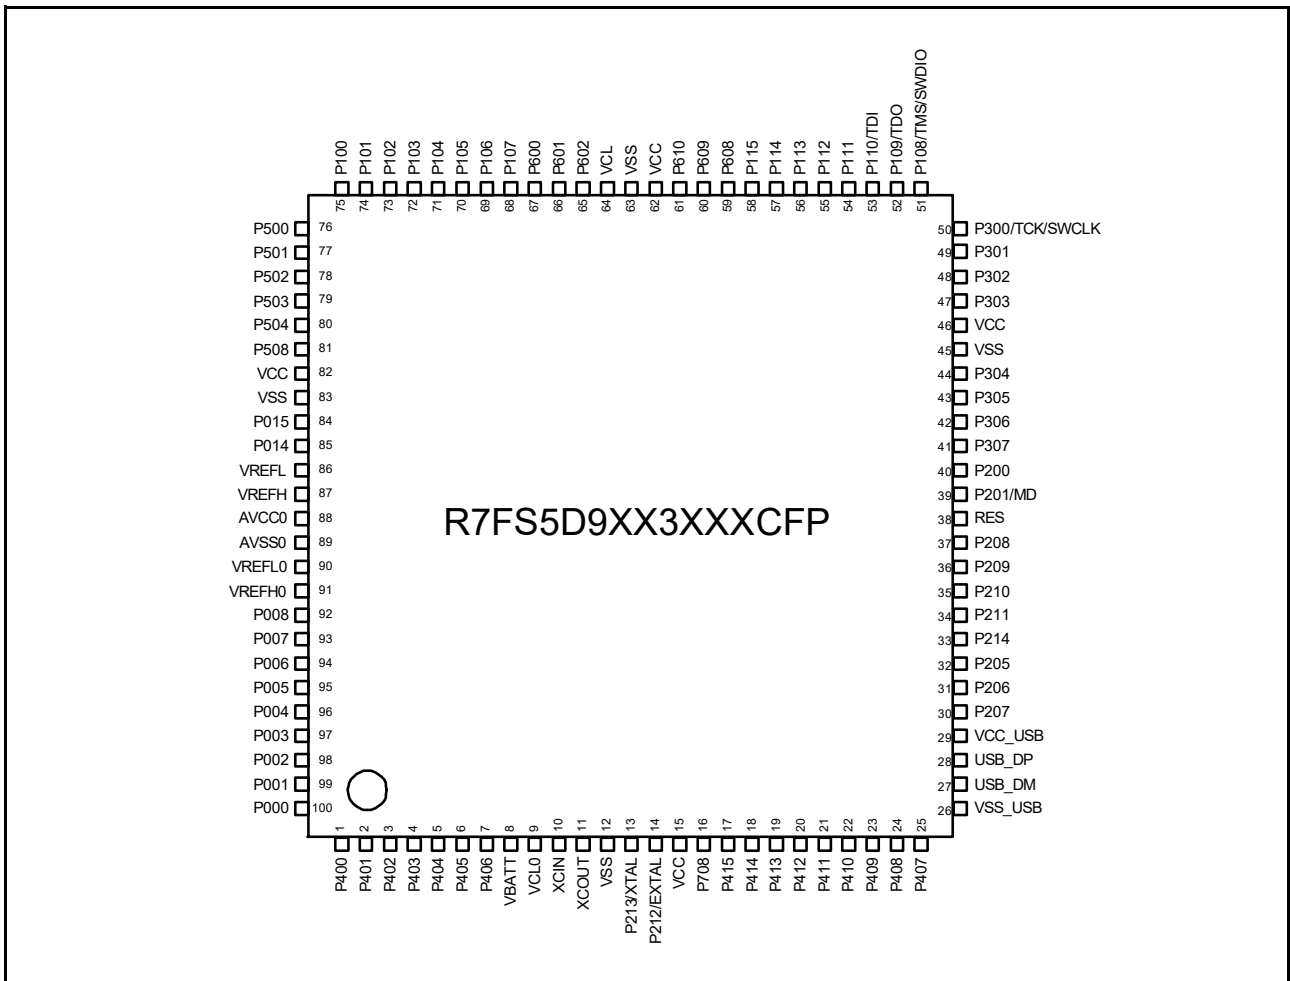 P100 P101 P102 P103 P104 P105 P106 P107 P600 P601 P602 VCL VSS VCC P610 P609 P608 P115 P114 P113 P112 P111 P110/TDI P109/TDO P108/TMS/SWDIO
75 74 73 72 71 70 69 68 67 66 65 64 63 62 61 60 59 58 57 56 55 54 53 52 51
P500 76 50 P300/TCK/SWCLK
P501 77 49 P301
P502 78 48 P302
P503 79 47 P303
P504 80 46 VCC
P508 81 45 VSS
VCC 82 44 P304
VSS 83 43 P305
P015 84 42 P306
P014 85 41 P307
VREFL 86 40 P200
VREFH 87 39 P201/MD
AVCC0 88 38 RES
R7FS5D9XX3XXXCFP
AVSS0 89 37 P208
VREFL0 90 36 P209
VREFH0 91 35 P210
P008 92 34 P211
P007 93 33 P214
P006 94 32 P205
P005 95 31 P206
P004 96 30 P207
P003 97 29 VCC_USB
P002 98 28 USB_DP
P001 99 27 USB_DM
P000 100 26 VSS_USB
1 2 3 4 5 6 7 8 9 10 11 12 13 14 15 16 17 18 19 20 21 22 23 24 25
P400 P401 P402 P403 P404 P405 P406 VBATT VCL0 XCIN XCOUT VSS P213/XTAL P212/EXTAL VCC P708 P415 P414 P413 P412 P411 P410 P409 P408 P407